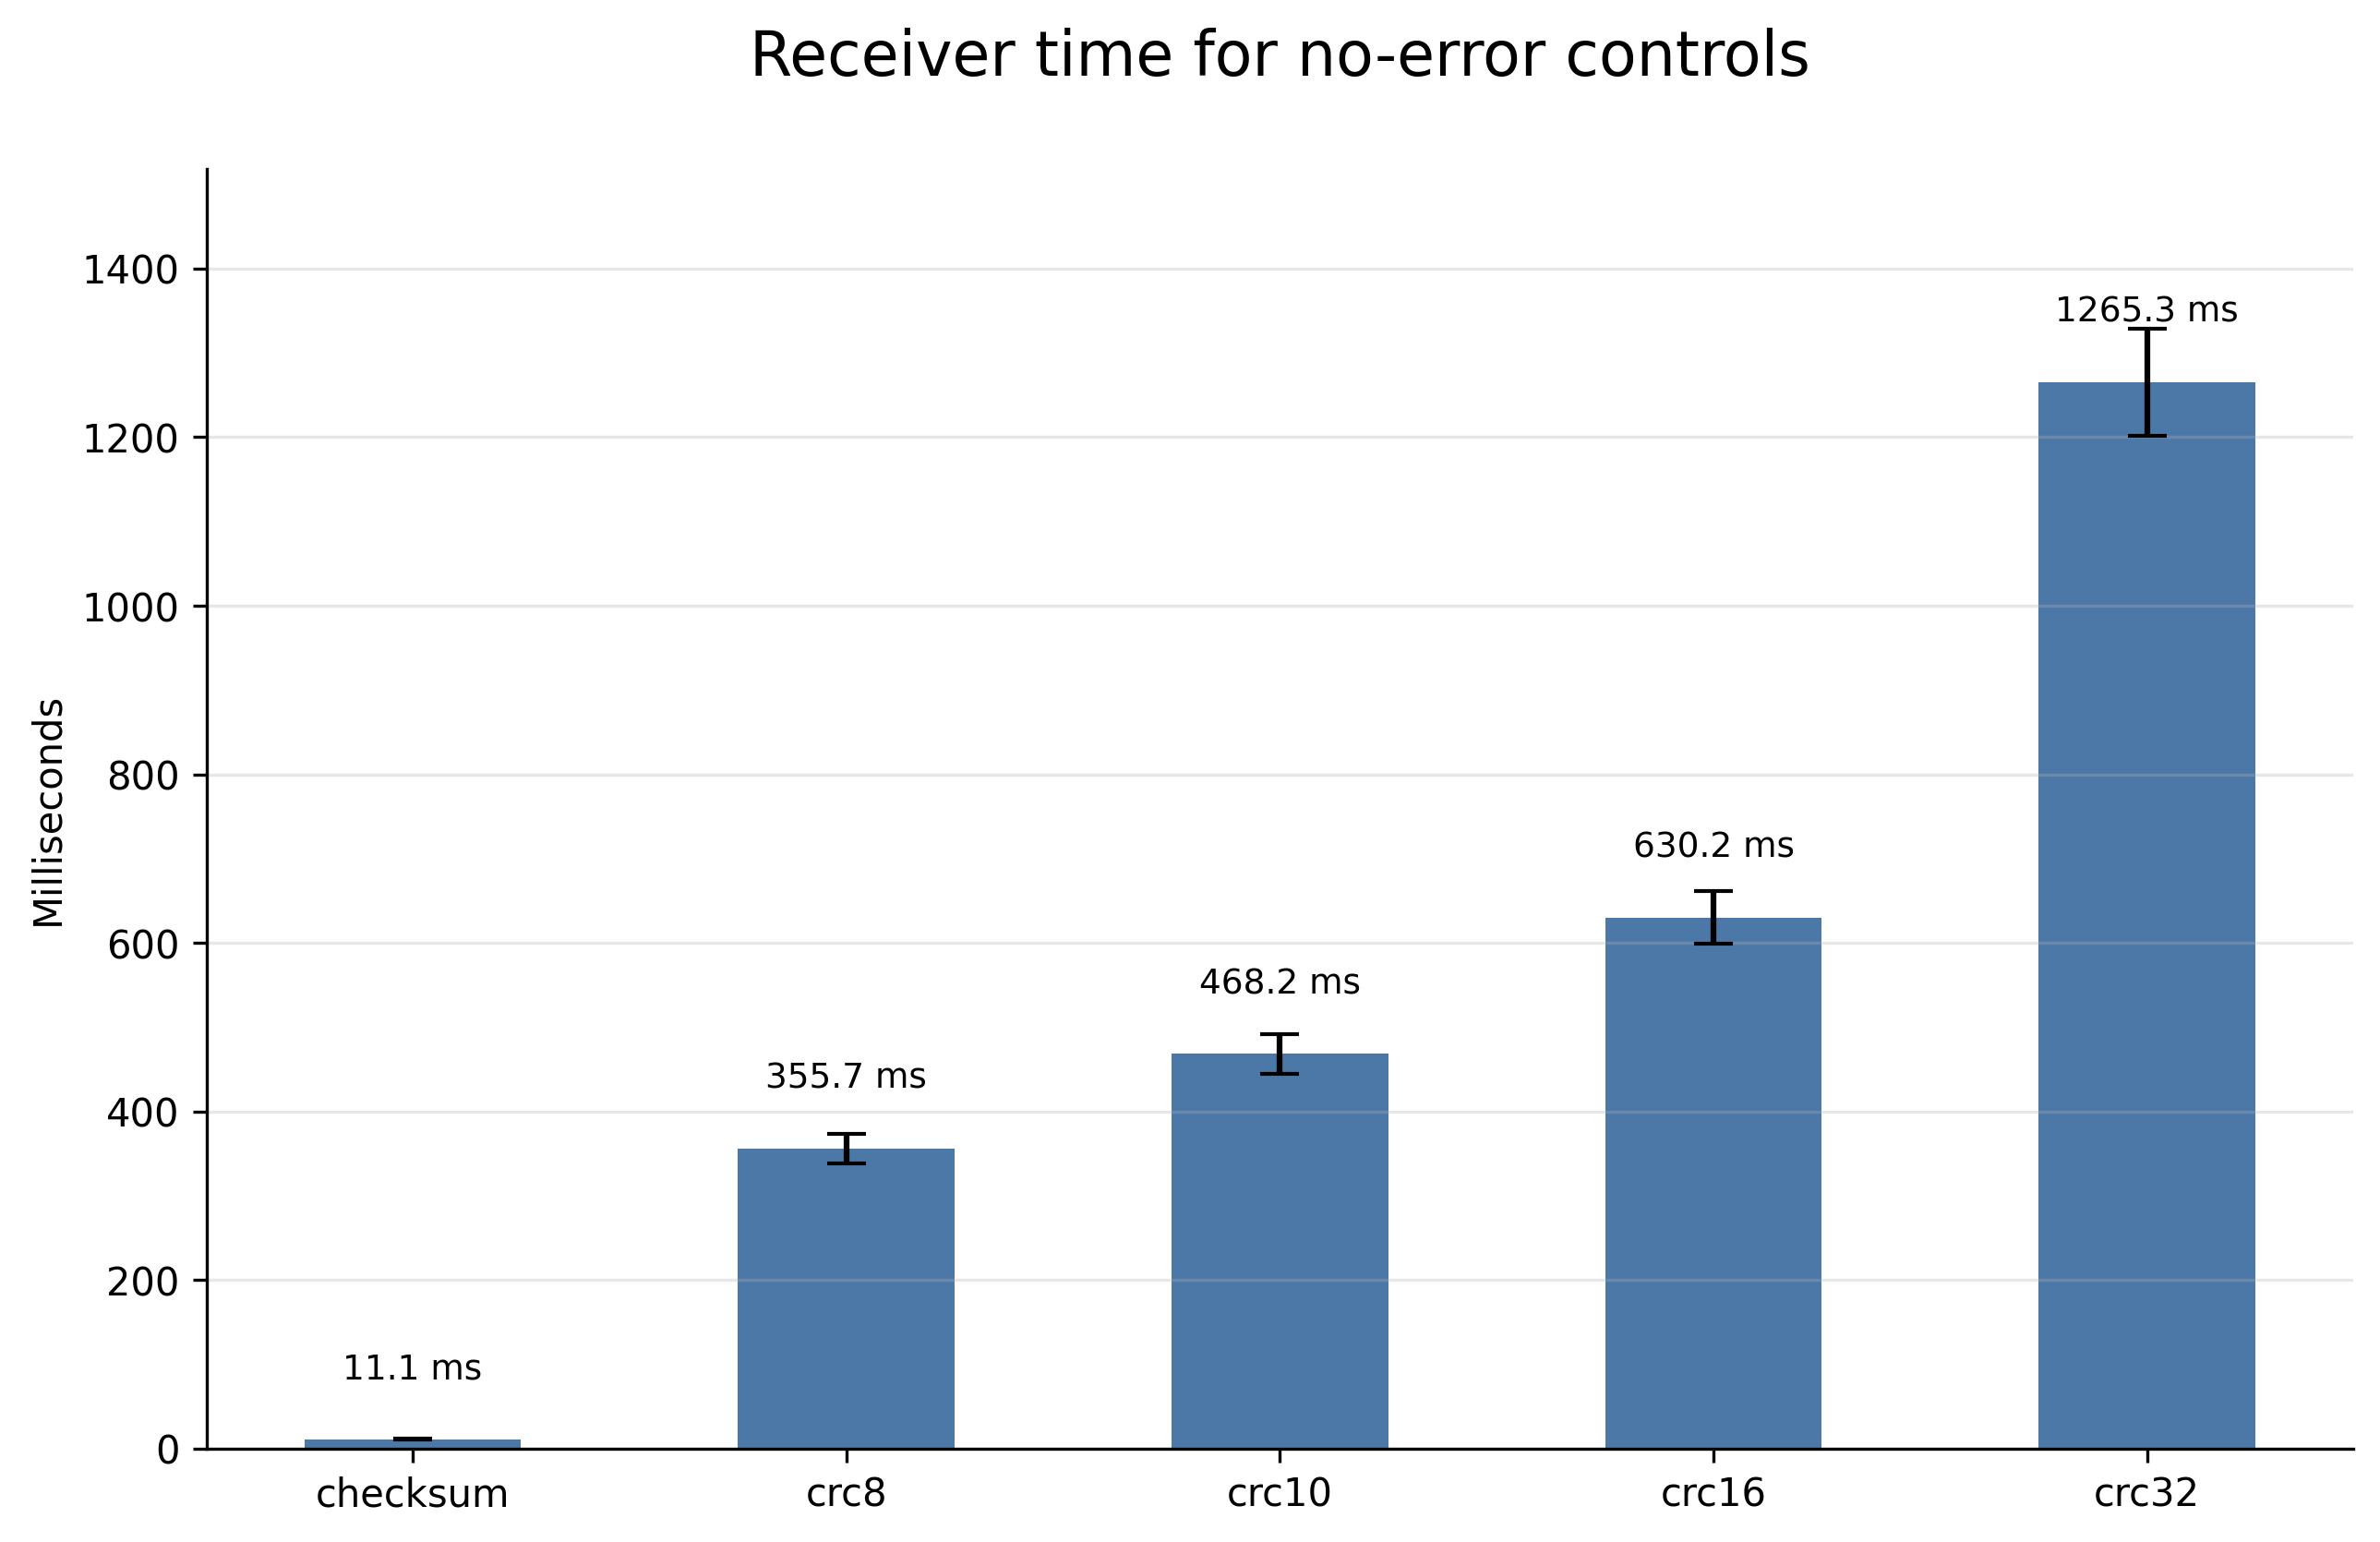 Receiver time for no-error controls
Milliseconds
1400
1200
1000
800
600
400
200
0
11.1 ms
355.7 ms
468.2 ms
630.2 ms
1265.3 ms
checksum
crc8
crc10
crc16
crc32